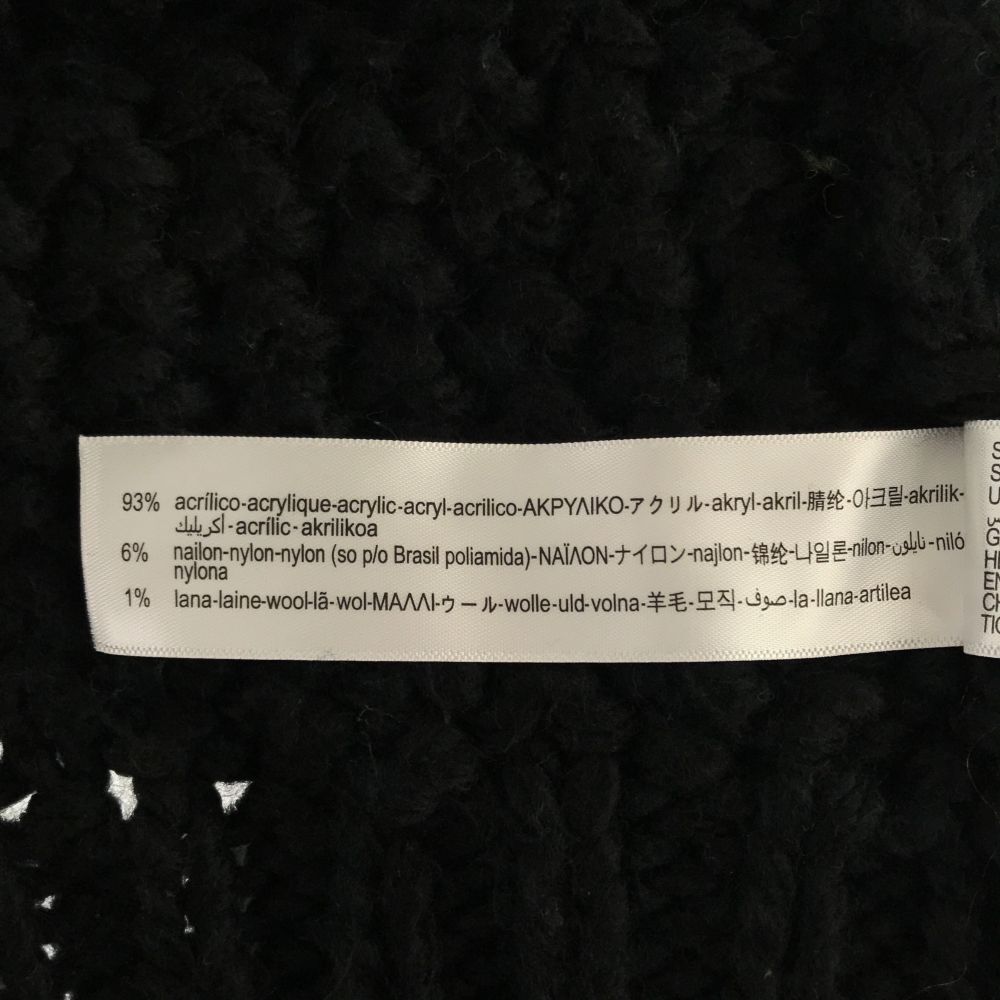 93% acrílico-acrylique-acrylic-acryl-acrilico-ΑΚΡΥΛΙΚΟ-アクリル-akryl-akril-腈纶-아크릴-akrilik-
اكريليك-acrílic-akrilikoa
6% nailon-nylon-nylon (so p/o Brasil poliamida)-ΝΑΪΛΟΝ-ナイロン-najlon-锦纶-나일론-nilon-نايلون-niló
nylona
1% lana-laine-wool-lã-wol-ΜΑΛΛΙ-ウール-wolle-uld-volna-羊毛-모직-صوف-la-llana-artilea